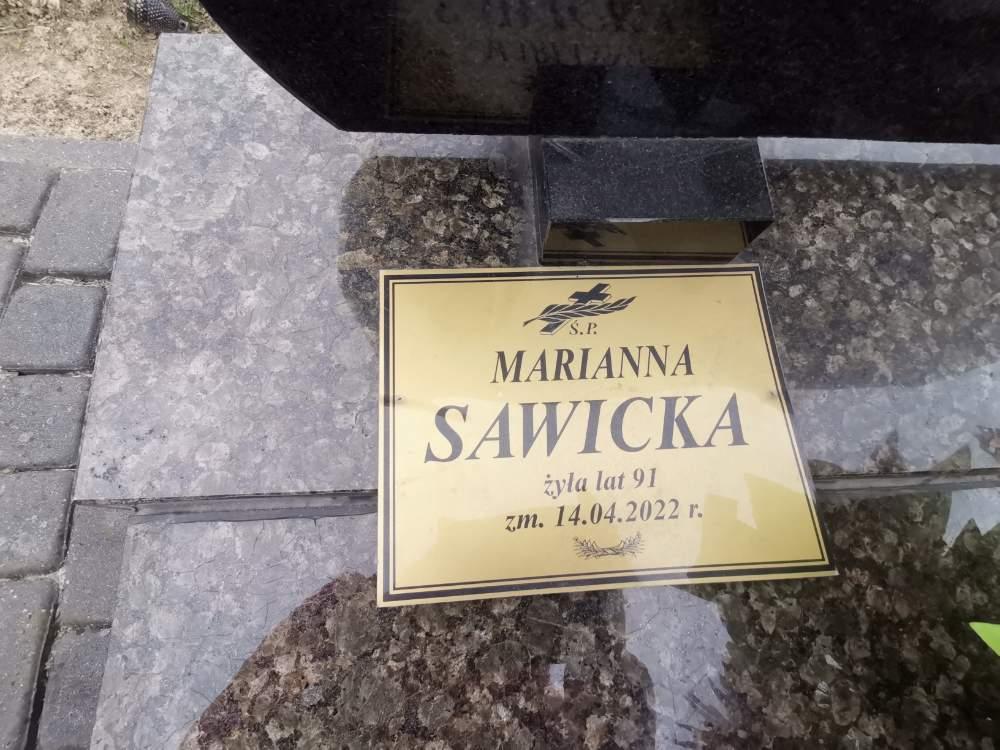 Ś.P.
MARIANNA
SAWICKA
żyła lat 91
zm. 14.04.2022 r.